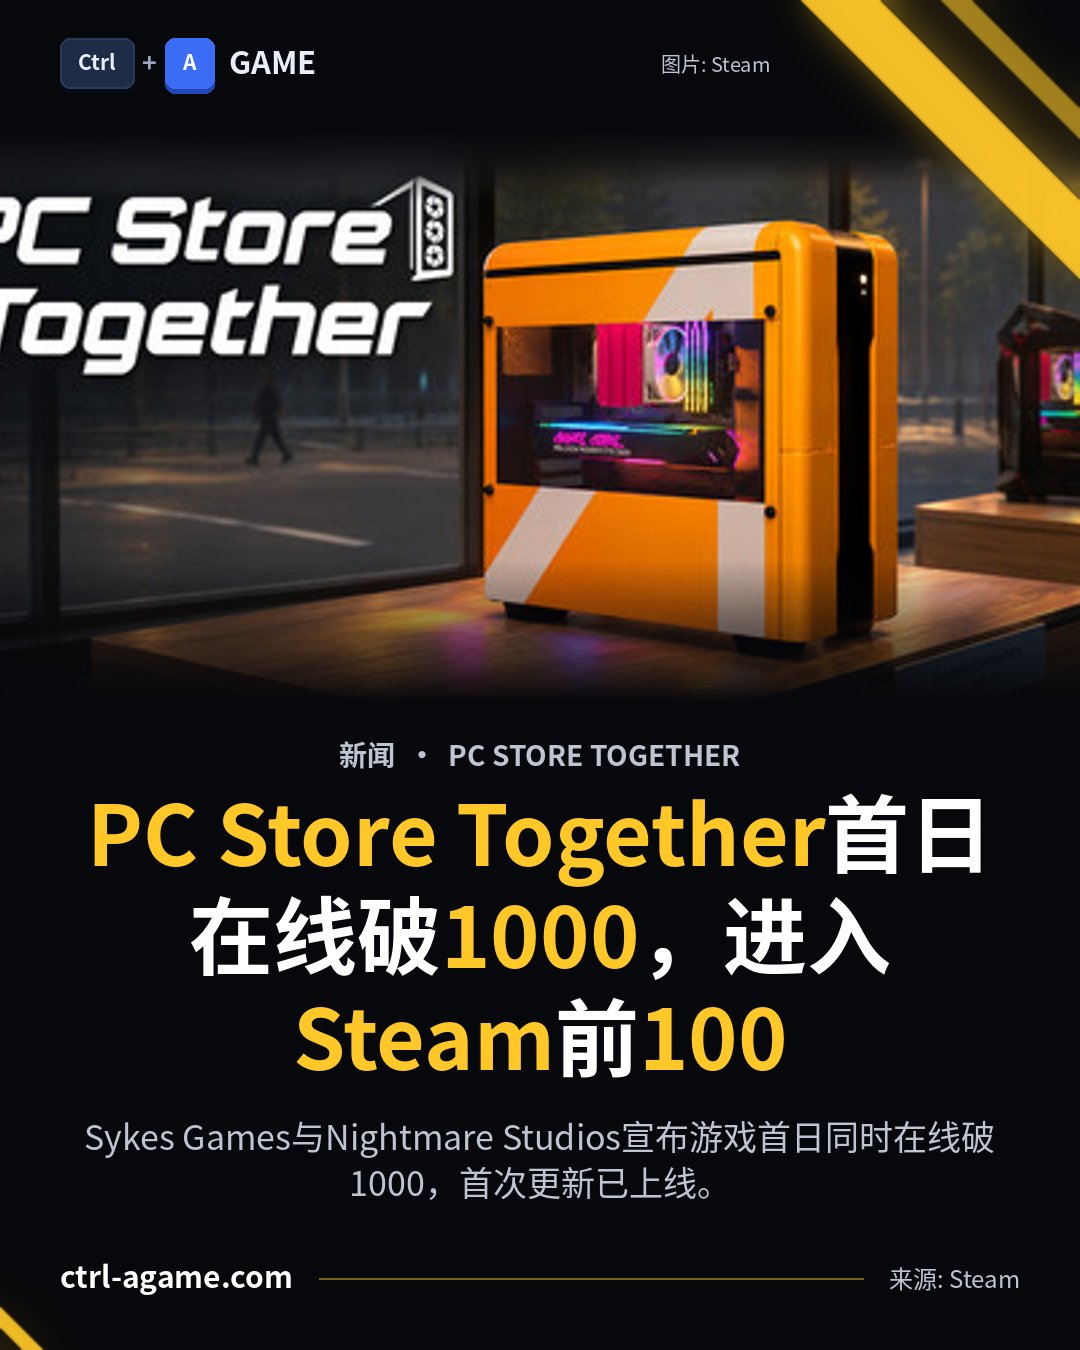 Ctrl + A GAME
图片: Steam
PC Store
Together
新闻 • PC STORE TOGETHER
PC Store Together首日
在线破1000，进入
Steam前100
Sykes Games与Nightmare Studios宣布游戏首日同时在线破
1000，首次更新已上线。
ctrl-agame.com
来源: Steam